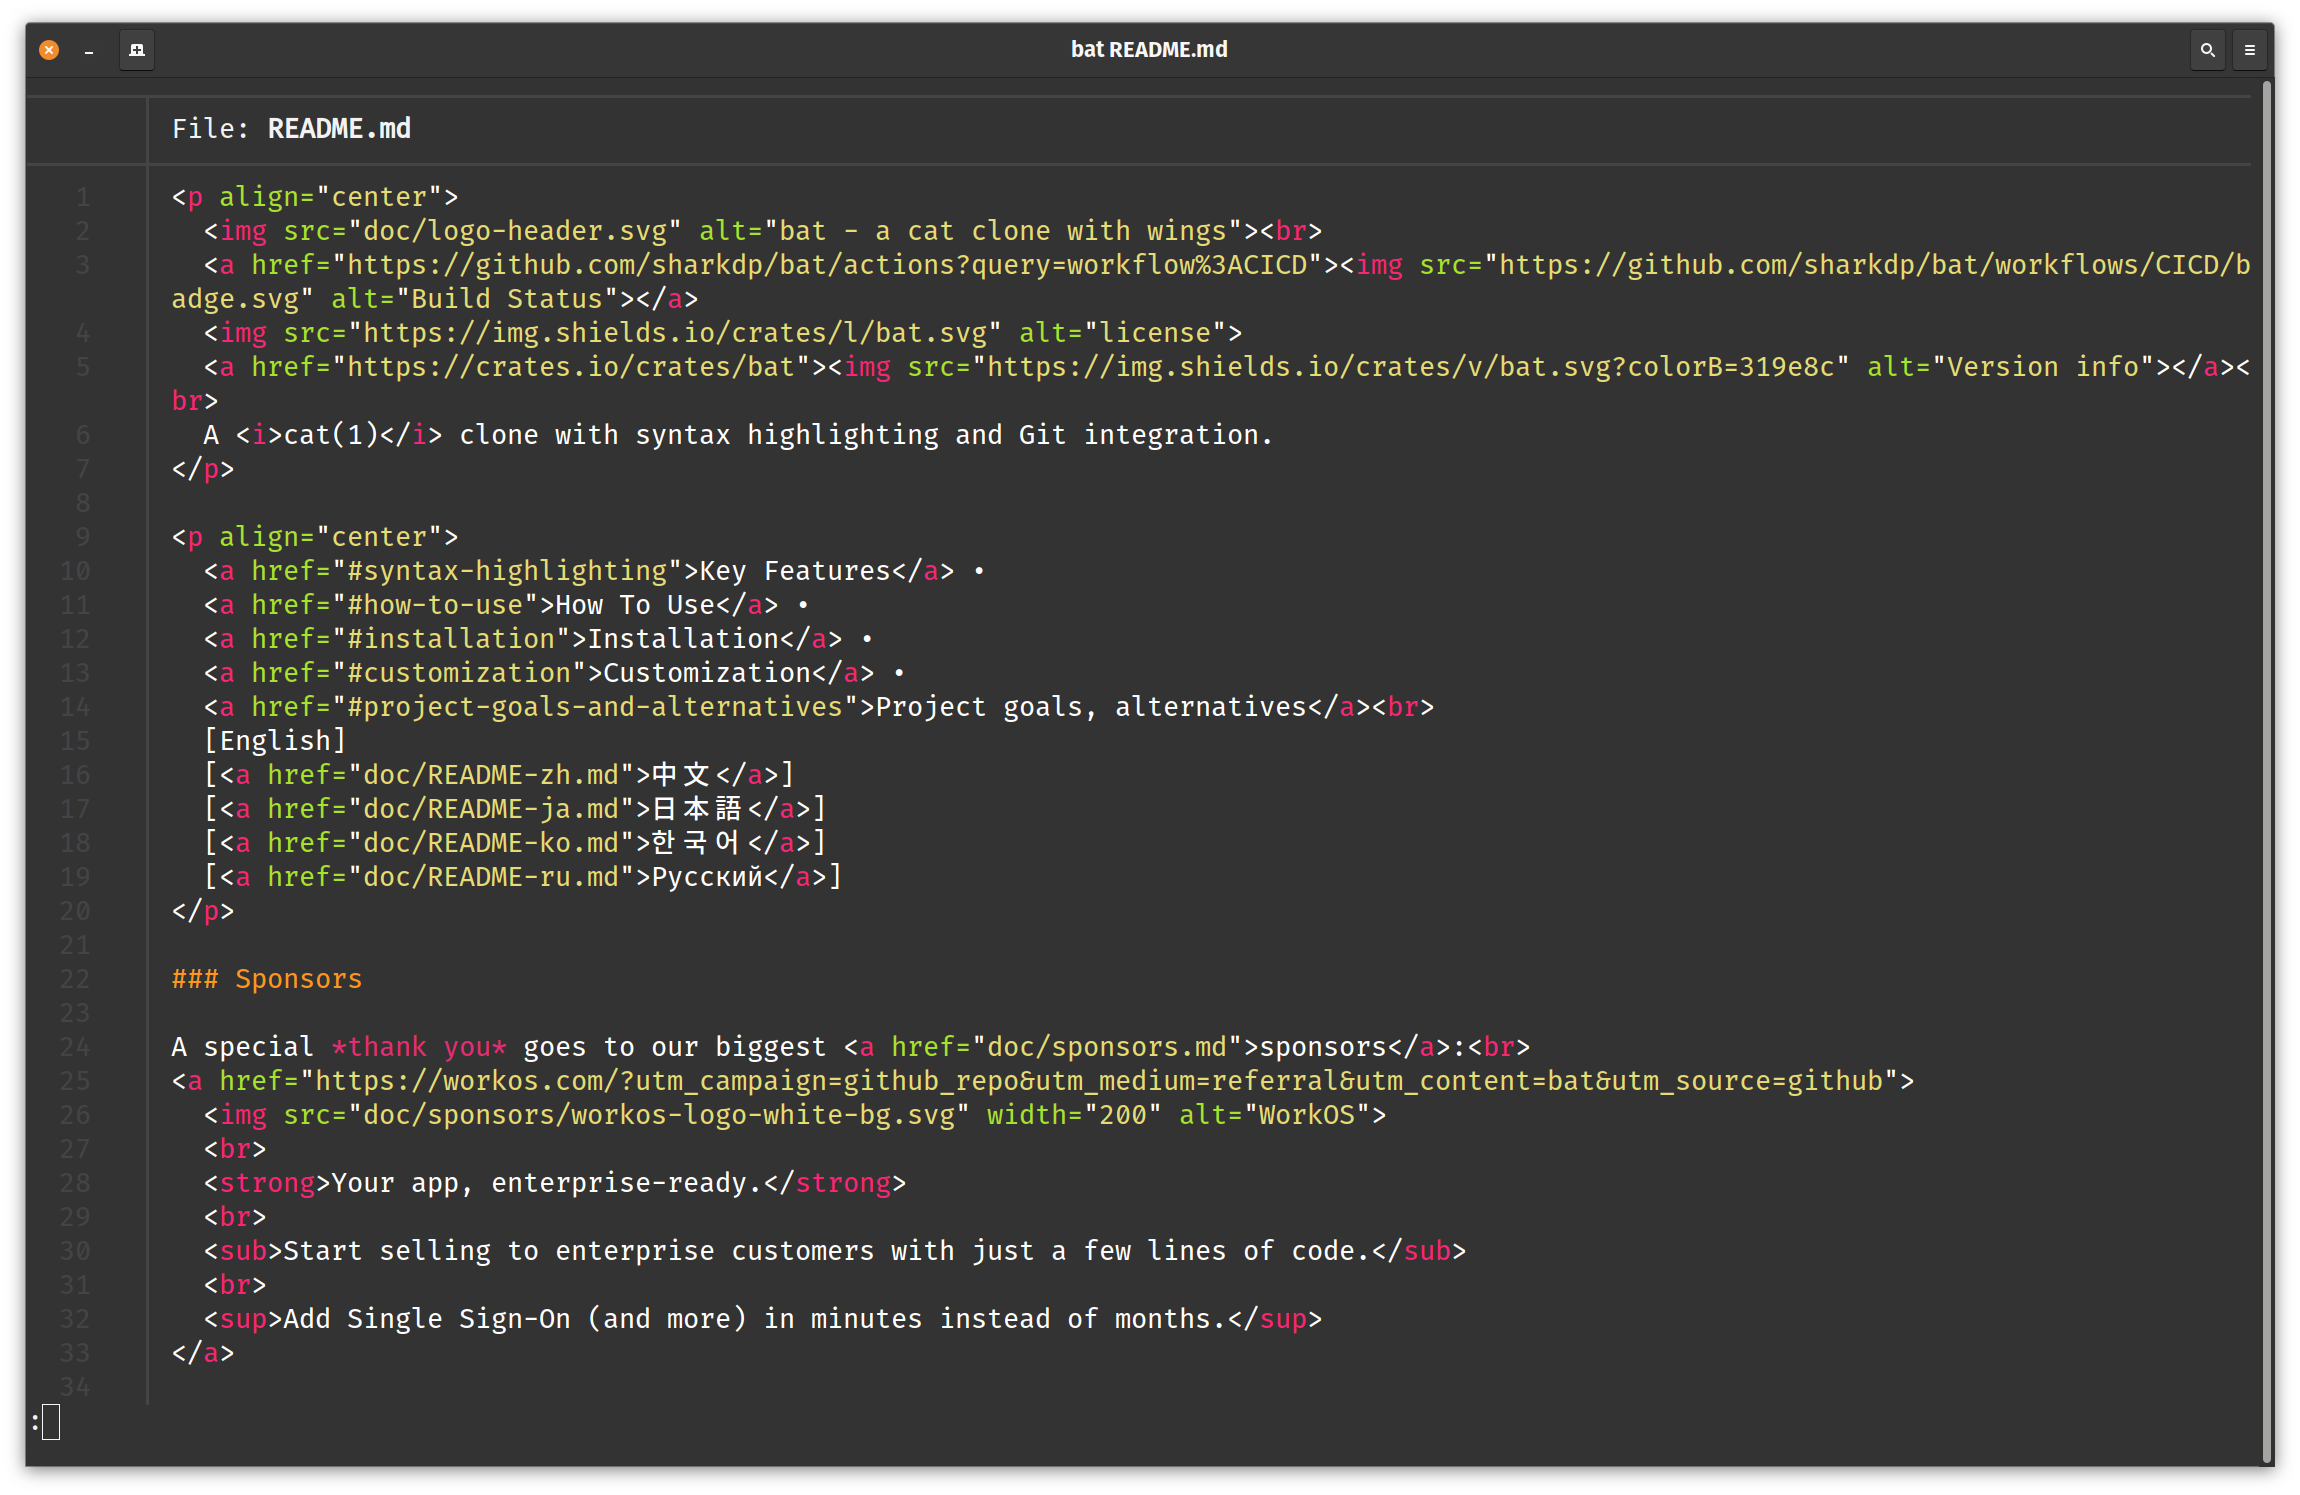 bat README.md
File: README.md
1 <p align="center">
2   <img src="doc/logo-header.svg" alt="bat - a cat clone with wings"><br>
3   <a href="https://github.com/sharkdp/bat/actions?query=workflow%3ACICD"><img src="https://github.com/sharkdp/bat/workflows/CICD/b
adge.svg" alt="Build Status"></a>
4   <img src="https://img.shields.io/crates/l/bat.svg" alt="license">
5   <a href="https://crates.io/crates/bat"><img src="https://img.shields.io/crates/v/bat.svg?colorB=319e8c" alt="Version info"></a><
br>
6   A <i>cat(1)</i> clone with syntax highlighting and Git integration.
7 </p>
8
9 <p align="center">
10   <a href="#syntax-highlighting">Key Features</a> •
11   <a href="#how-to-use">How To Use</a> •
12   <a href="#installation">Installation</a> •
13   <a href="#customization">Customization</a> •
14   <a href="#project-goals-and-alternatives">Project goals, alternatives</a><br>
15   [English]
16   [<a href="doc/README-zh.md">中文</a>]
17   [<a href="doc/README-ja.md">日本語</a>]
18   [<a href="doc/README-ko.md">한국어</a>]
19   [<a href="doc/README-ru.md">Русский</a>]
20 </p>
21
22 ### Sponsors
23
24 A special *thank you* goes to our biggest <a href="doc/sponsors.md">sponsors</a>:<br>
25 <a href="https://workos.com/?utm_campaign=github_repo&utm_medium=referral&utm_content=bat&utm_source=github">
26   <img src="doc/sponsors/workos-logo-white-bg.svg" width="200" alt="WorkOS">
27   <br>
28   <strong>Your app, enterprise-ready.</strong>
29   <br>
30   <sub>Start selling to enterprise customers with just a few lines of code.</sub>
31   <br>
32   <sup>Add Single Sign-On (and more) in minutes instead of months.</sup>
33 </a>
34
: